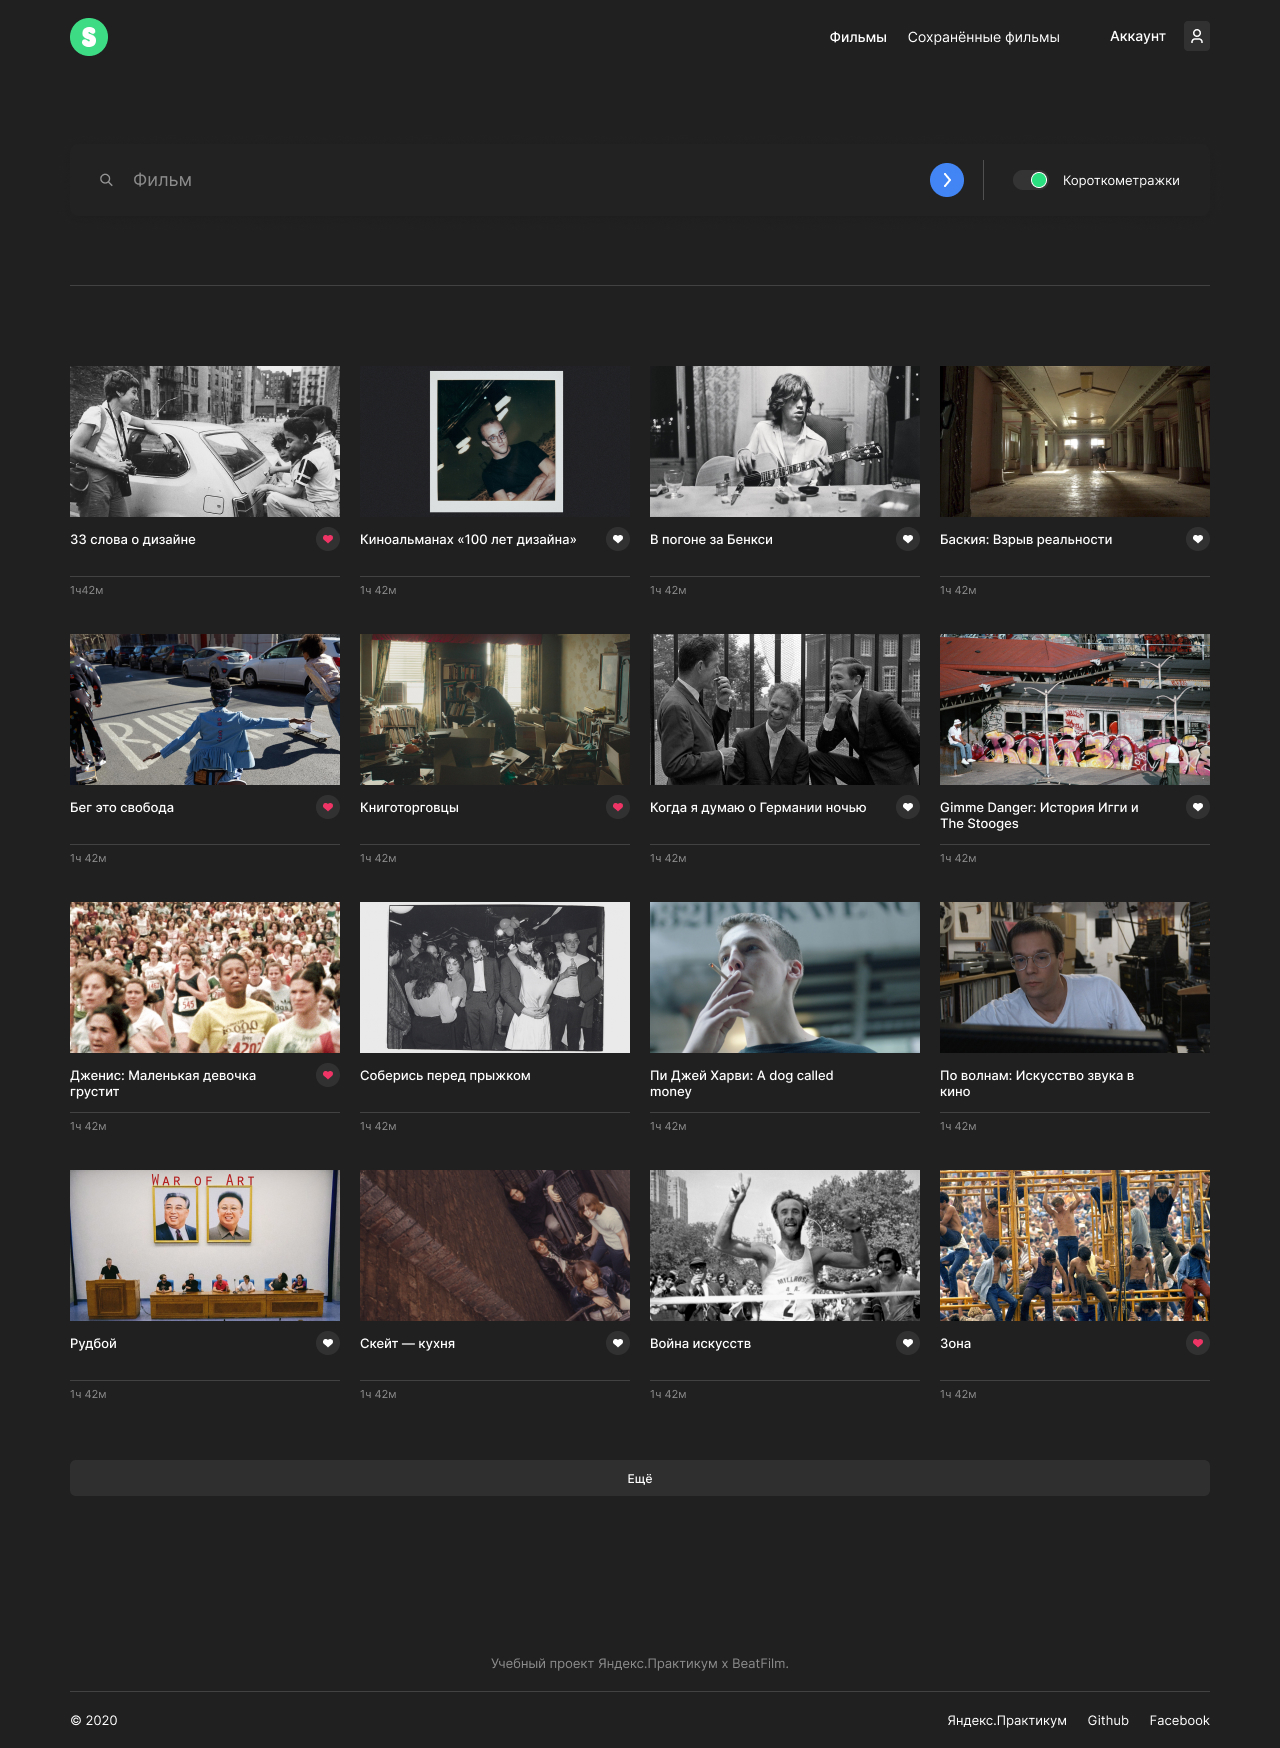 S
Фильмы Сохранённые фильмы Аккаунт
Фильм
Короткометражки
33 слова о дизайне
Киноальманах «100 лет дизайна»
В погоне за Бенкси
Баския: Взрыв реальности
1ч42м
1ч 42м
1ч 42м
1ч 42м
RUN
Бег это свобода
Книготорговцы
Когда я думаю о Германии ночью
Gimme Danger: История Игги и
The Stooges
1ч 42м
1ч 42м
1ч 42м
1ч 42м
Дженис: Маленькая девочка
грустит
Соберись перед прыжком
Пи Джей Харви: A dog called
money
По волнам: Искусство звука в
кино
1ч 42м
1ч 42м
1ч 42м
1ч 42м
WAR OF ART
Рудбой
Скейт — кухня
Война искусств
Зона
1ч 42м
1ч 42м
1ч 42м
1ч 42м
Ещё
Учебный проект Яндекс.Практикум х BeatFilm.
© 2020
Яндекс.Практикум Github Facebook